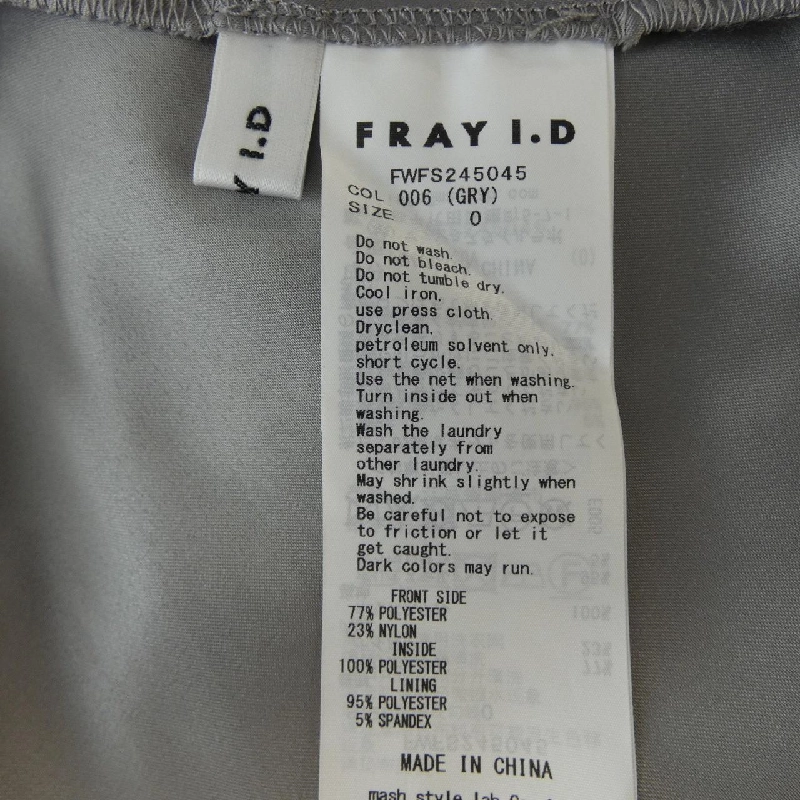 Y I.D
FRAY I.D
FWFS245045
COL 006 (GRY)
SIZE 0
Do not wash.
Do not bleach.
Do not tumble dry.
Cool iron.
use press cloth.
Dryclean.
petroleum solvent only.
short cycle.
Use the net when washing.
Turn inside out when
washing.
Wash the laundry
separately from
other laundry.
May shrink slightly when
washed.
Be careful not to expose
to friction or let it
get caught.
Dark colors may run.
FRONT SIDE
77% POLYESTER
23% NYLON
INSIDE
100% POLYESTER
LINING
95% POLYESTER
5% SPANDEX
MADE IN CHINA
mash style lab